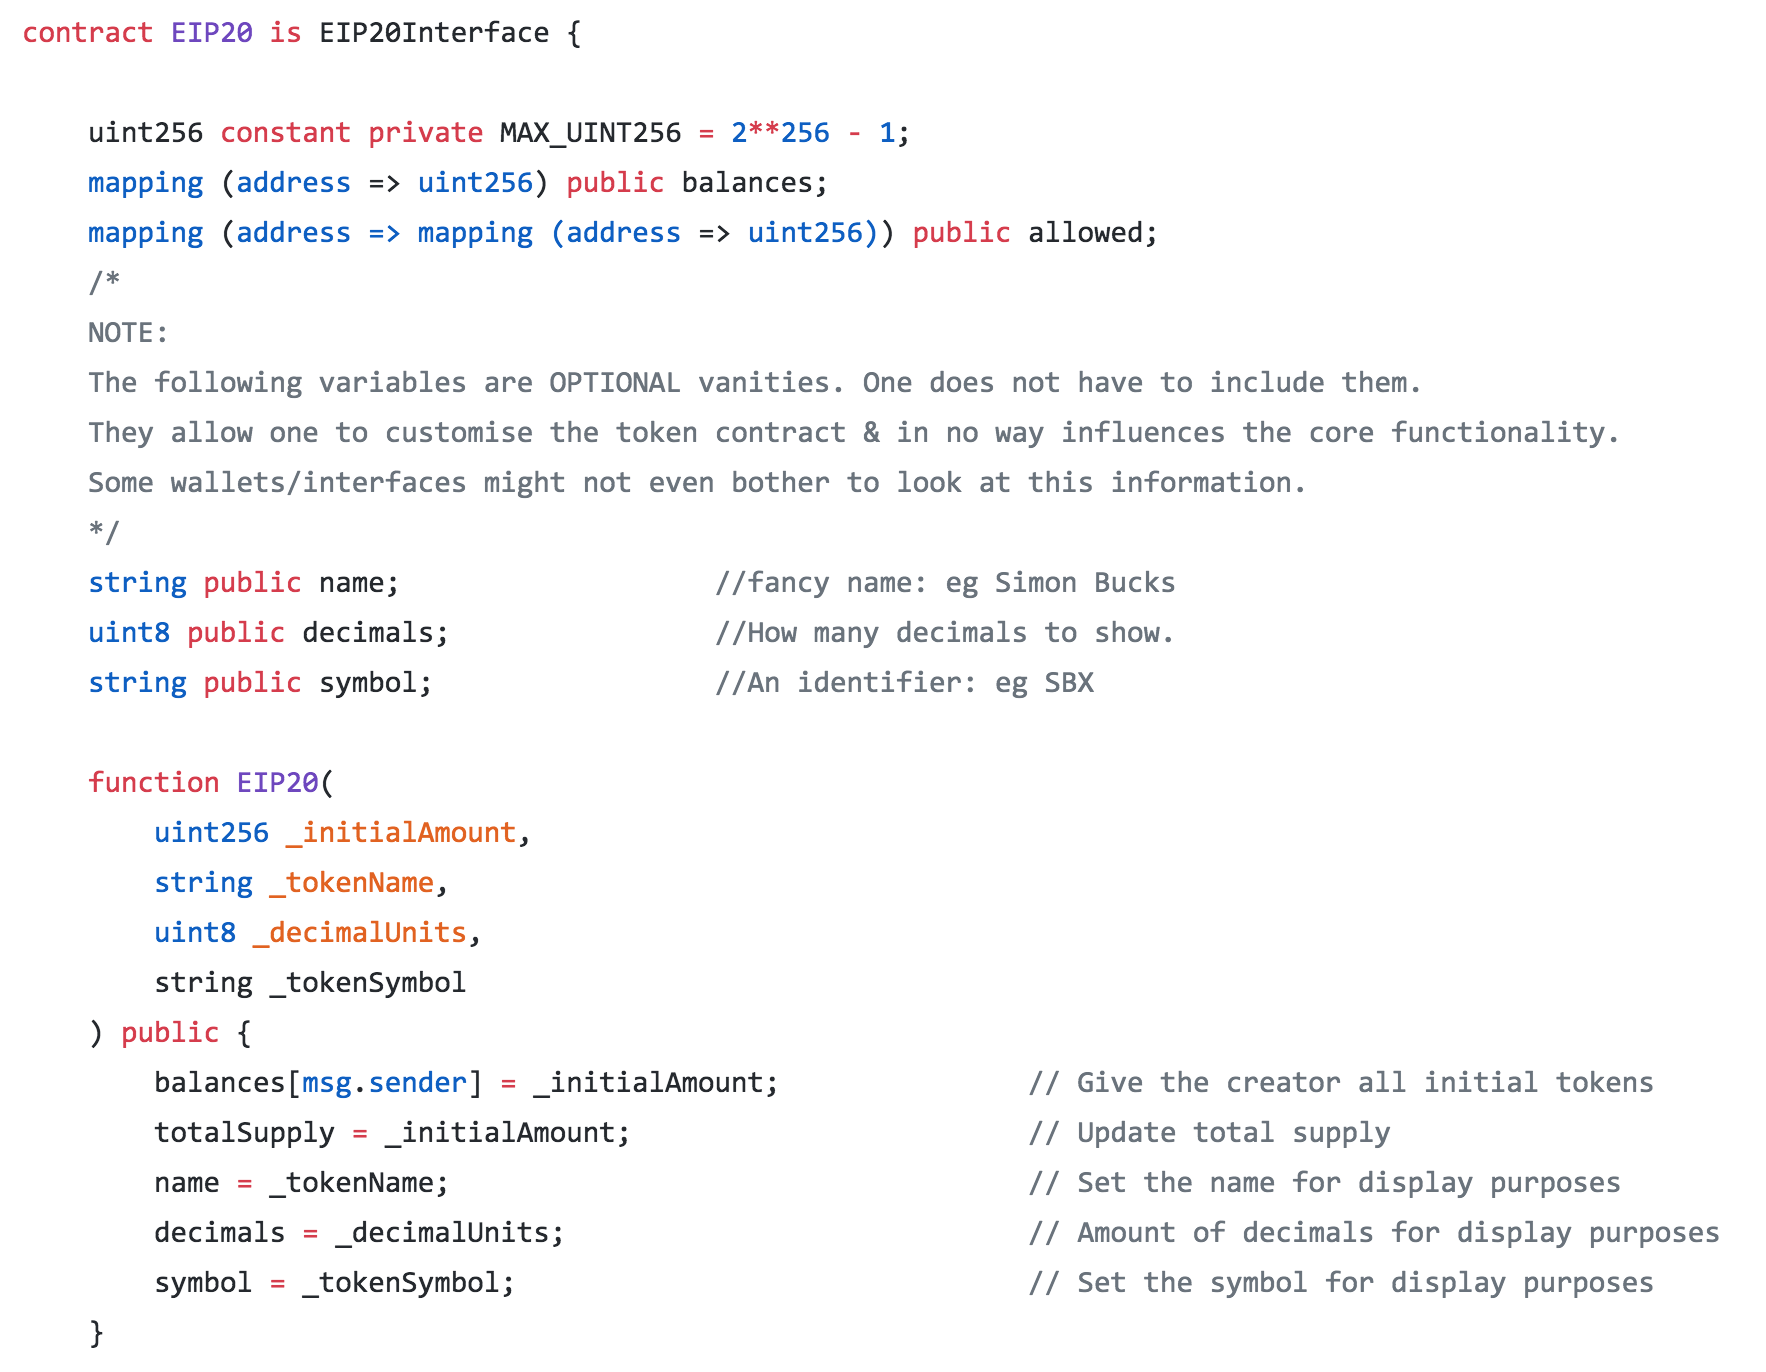 contract EIP20 is EIP20Interface {
uint256 constant private MAX_UINT256 = 2**256 - 1;
mapping (address => uint256) public balances;
mapping (address => mapping (address => uint256)) public allowed;
/*
NOTE:
The following variables are OPTIONAL vanities. One does not have to include them.
They allow one to customise the token contract & in no way influences the core functionality.
Some wallets/interfaces might not even bother to look at this information.
*/
string public name; //fancy name: eg Simon Bucks
uint8 public decimals; //How many decimals to show.
string public symbol; //An identifier: eg SBX
function EIP20(
uint256 _initialAmount,
string _tokenName,
uint8 _decimalUnits,
string _tokenSymbol
) public {
balances[msg.sender] = _initialAmount; // Give the creator all initial tokens
totalSupply = _initialAmount; // Update total supply
name = _tokenName; // Set the name for display purposes
decimals = _decimalUnits; // Amount of decimals for display purposes
symbol = _tokenSymbol; // Set the symbol for display purposes
}